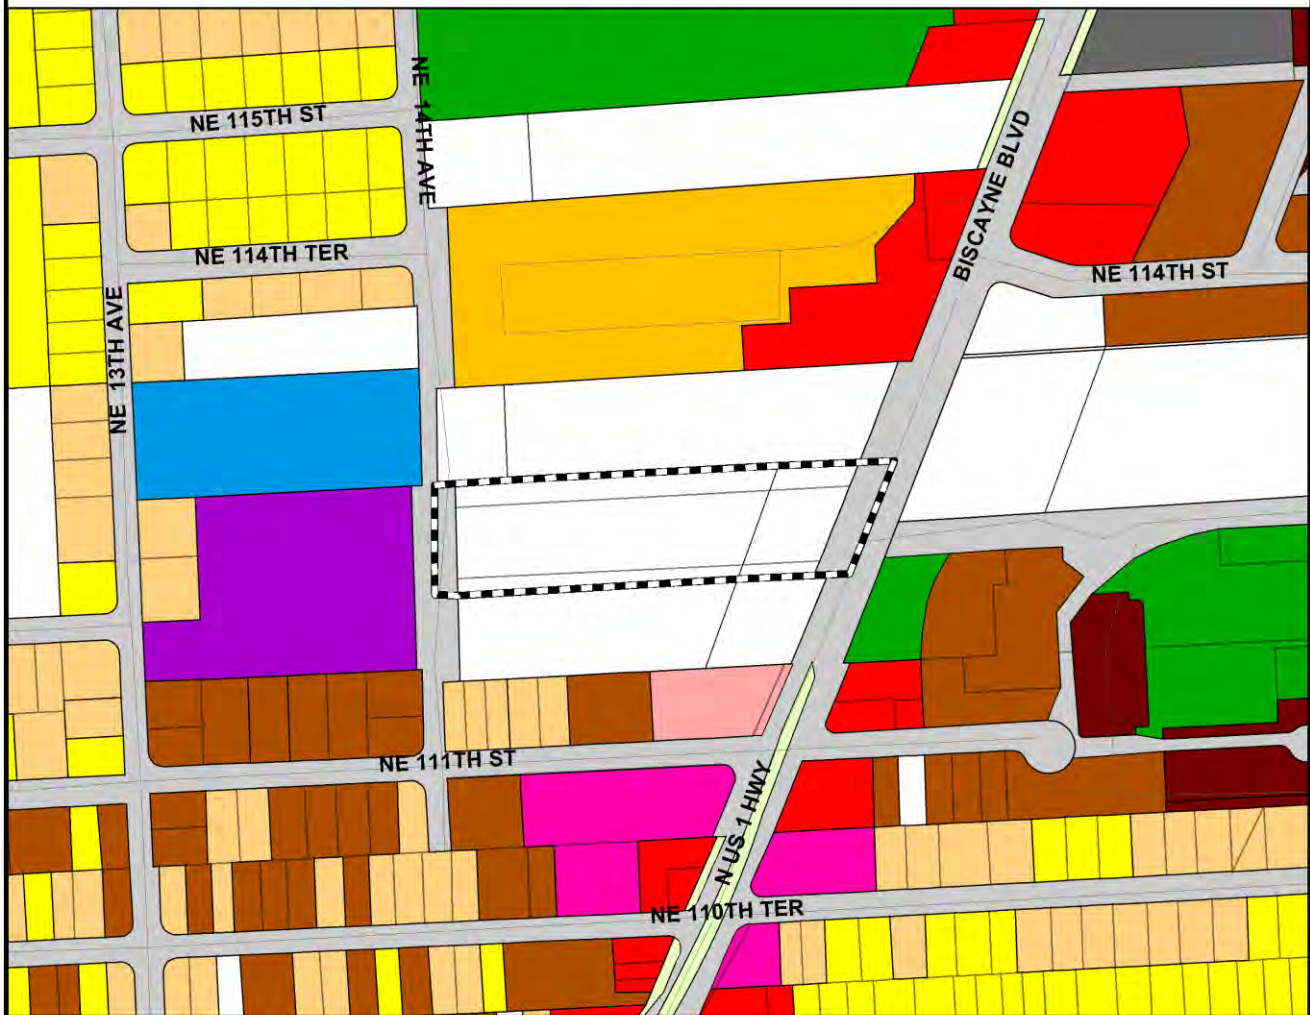 NE 115TH ST
NE 14TH AVE
BISCAYNE BLVD
NE 114TH TER
NE 114TH ST
NE 13TH AVE
NE 111TH ST
N US 1 HWY
NE 110TH TER